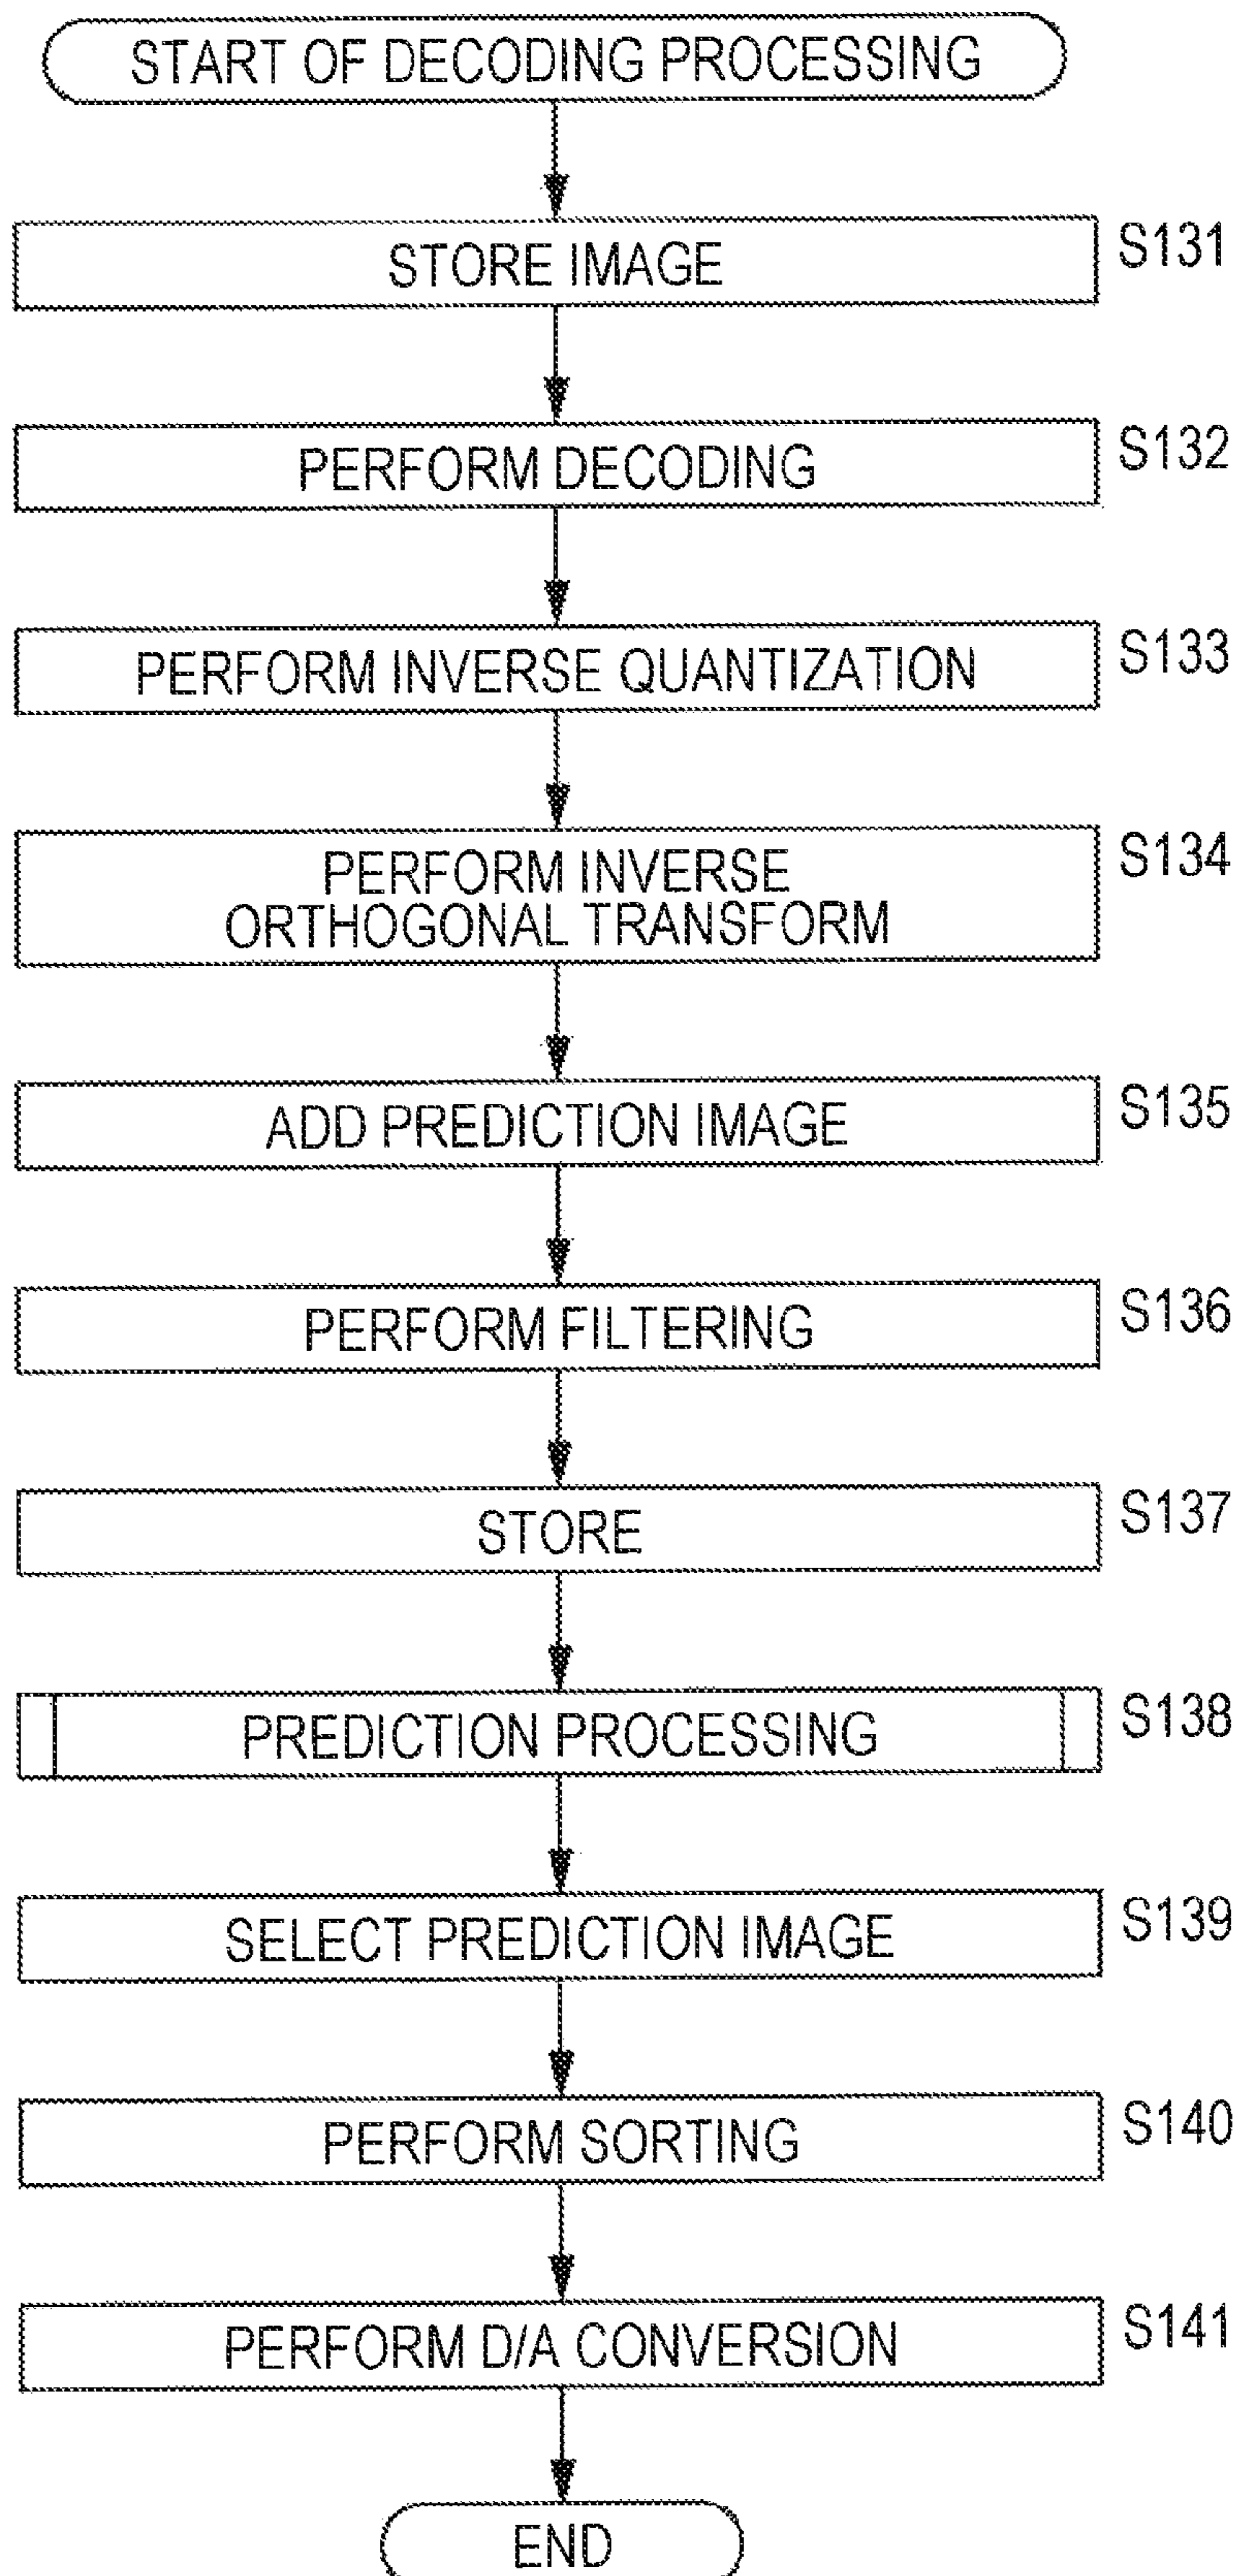 START OF DECODING PROCESSING
STORE IMAGE
S131
PERFORM DECODING
S132
PERFORM INVERSE QUANTIZATION
S133
PERFORM INVERSE
ORTHOGONAL TRANSFORM
S134
ADD PREDICTION IMAGE
S135
PERFORM FILTERING
S136
STORE
S137
PREDICTION PROCESSING
S138
SELECT PREDICTION IMAGE
S139
PERFORM SORTING
S140
PERFORM D/A CONVERSION
S141
END